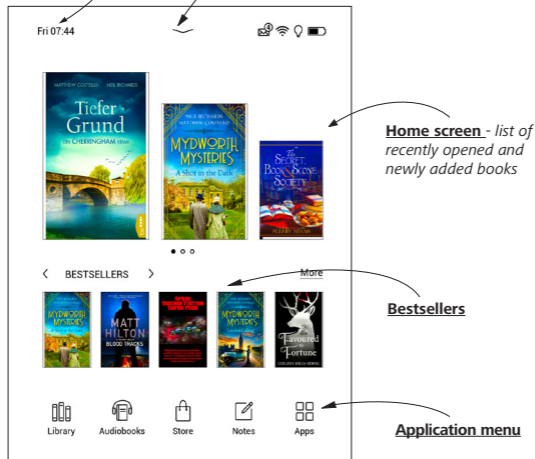 Fri 07:44
4
MATTHEW COSTELLO NEIL RICHARDS
Tiefer
Grund
EIN CHERRINGHAM KRIMI
MYDWORTH
MYSTERIES
A Shot in the Dark
The
SECRET,
BOOK & SCONE
SOCIETY
Home screen - list of
recently opened and
newly added books
BESTSELLERS
More
MYDWORTH
MYSTERIES
MATT
HILTON
BLOOD TRACKS
MYDWORTH
MYSTERIES
Favoured
Fortune
Bestsellers
Library Audiobooks Store Notes Apps
Application menu